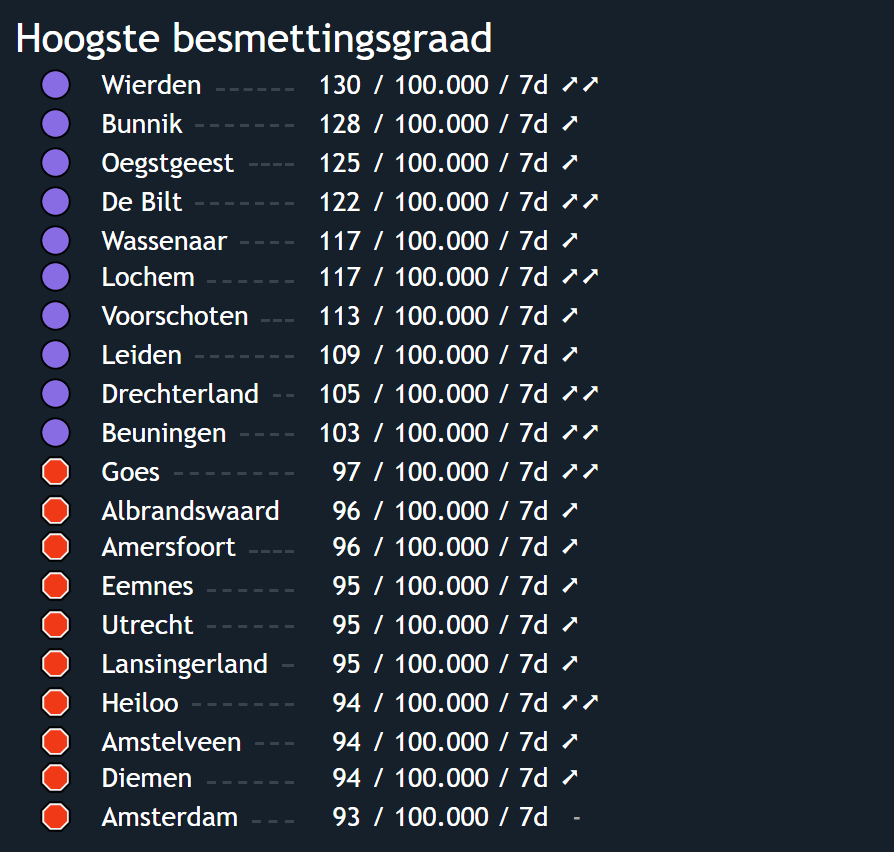 Hoogste besmettingsgraad
Wierden ------ 130 / 100.000 / 7d ➚➚
Bunnik ------- 128 / 100.000 / 7d ➚
Oegstgeest ---- 125 / 100.000 / 7d ➚
De Bilt ------- 122 / 100.000 / 7d ➚➚
Wassenaar ---- 117 / 100.000 / 7d ➚
Lochem ------ 117 / 100.000 / 7d ➚➚
Voorschoten --- 113 / 100.000 / 7d ➚
Leiden ------- 109 / 100.000 / 7d ➚
Drechterland -- 105 / 100.000 / 7d ➚➚
Beuningen ---- 103 / 100.000 / 7d ➚➚
Goes -------- 97 / 100.000 / 7d ➚➚
Albrandswaard 96 / 100.000 / 7d ➚
Amersfoort ---- 96 / 100.000 / 7d ➚
Eemnes ------ 95 / 100.000 / 7d ➚
Utrecht ------ 95 / 100.000 / 7d ➚
Lansingerland - 95 / 100.000 / 7d ➚
Heiloo ------- 94 / 100.000 / 7d ➚➚
Amstelveen --- 94 / 100.000 / 7d ➚
Diemen ------ 94 / 100.000 / 7d ➚
Amsterdam --- 93 / 100.000 / 7d -